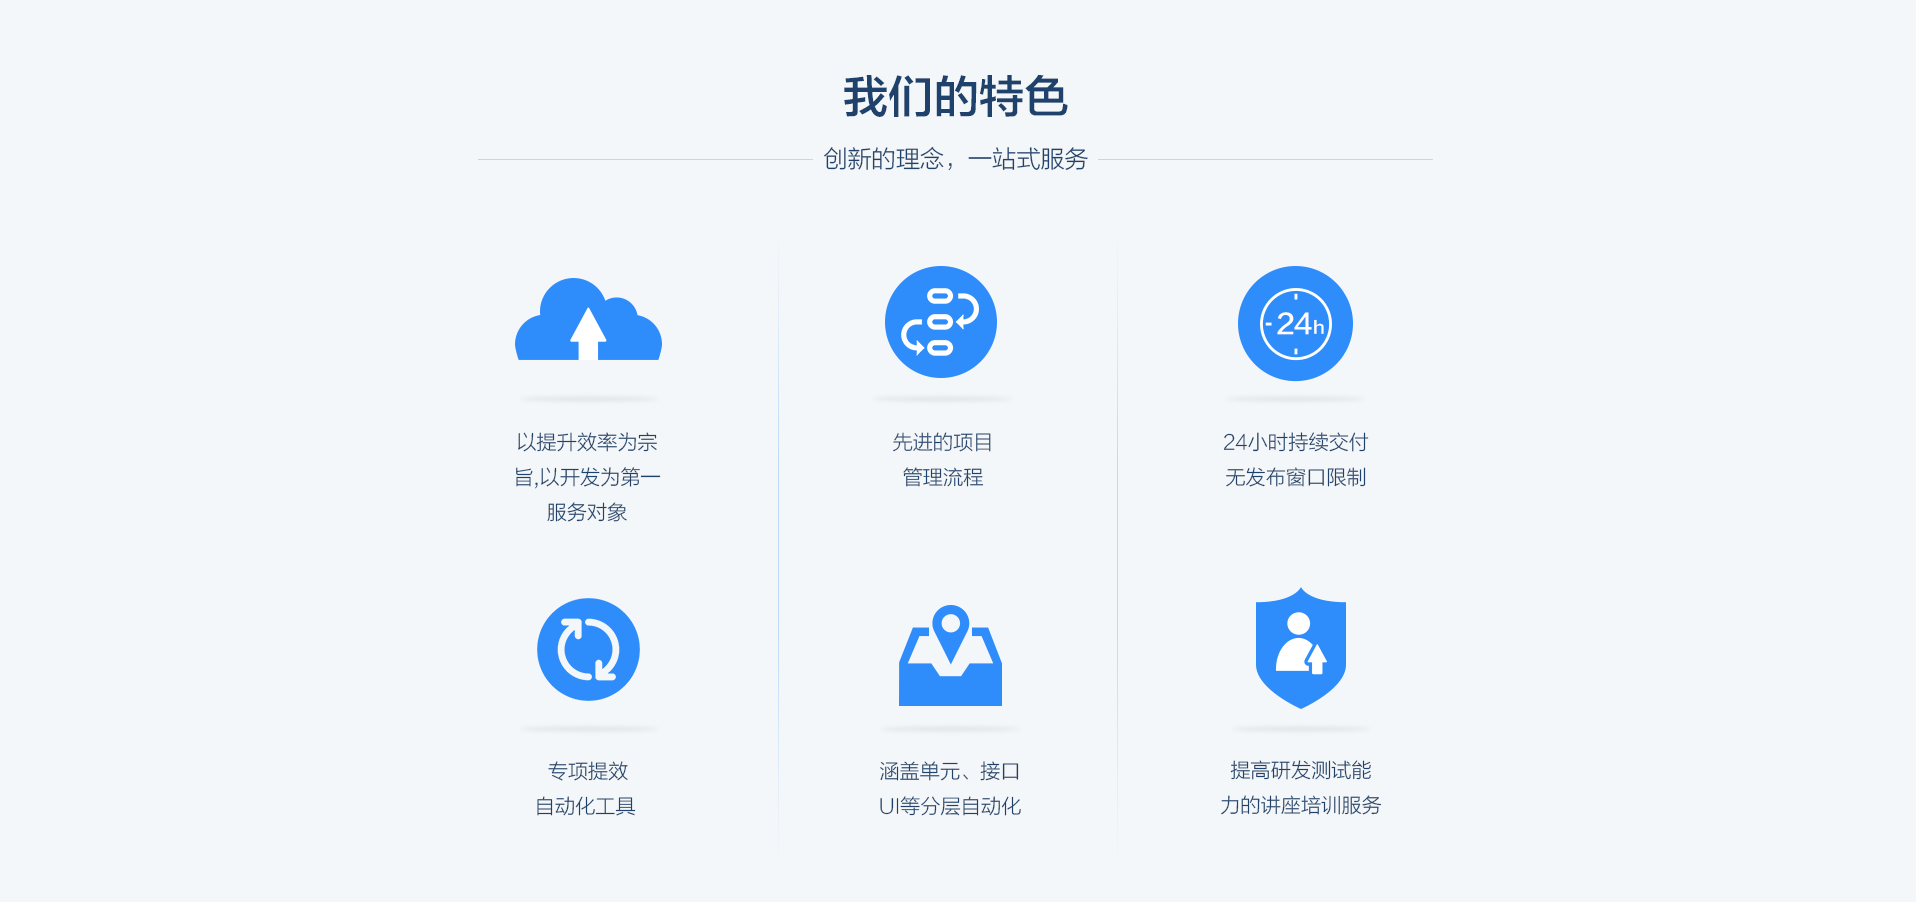 我们的特色
创新的理念，一站式服务
24h
以提升效率为宗
旨,以开发为第一
服务对象
先进的项目
管理流程
24小时持续交付
无发布窗口限制
专项提效
自动化工具
涵盖单元、接口
UI等分层自动化
提高研发测试能
力的讲座培训服务